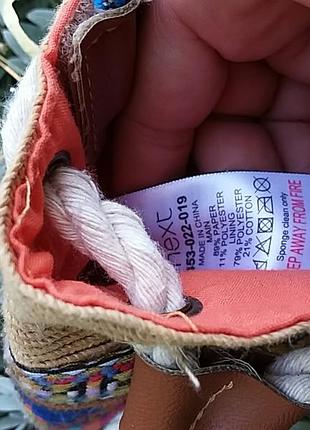 next
453-022-019
MADE IN CHINA
MAIN
89% PAPER
11% POLYESTER
LINING
79% POLYESTER
21% COTTON
Sponge clean only
KEEP AWAY FROM FIRE